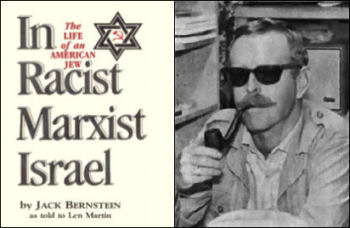 The
LIFE
of an
AMERICAN
JEW
In
Racist
Marxist
Israel
by JACK BERNSTEIN
as told to Len Martin